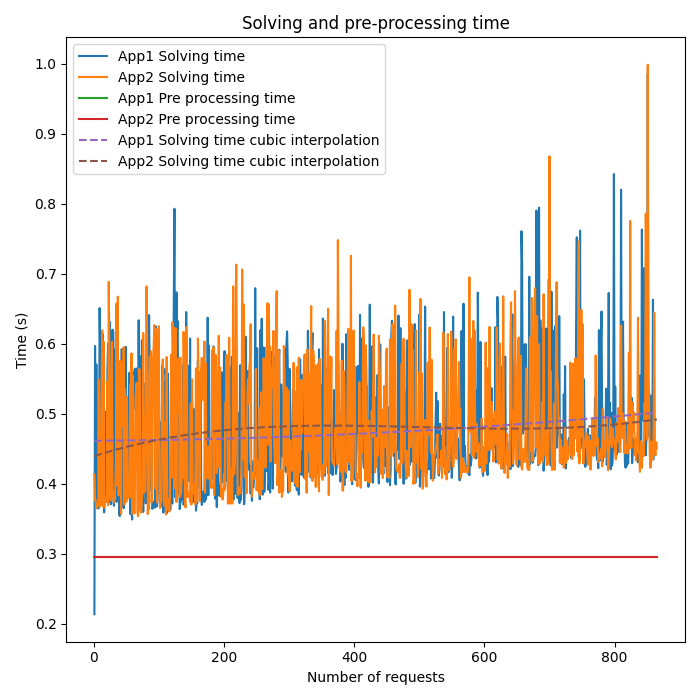 Solving and pre-processing time
App1 Solving time
App2 Solving time
App1 Pre processing time
App2 Pre processing time
App1 Solving time cubic interpolation
App2 Solving time cubic interpolation
1.0
0.9
0.8
0.7
0.6
0.5
0.4
0.3
0.2
Time (s)
0
200
400
600
800
Number of requests